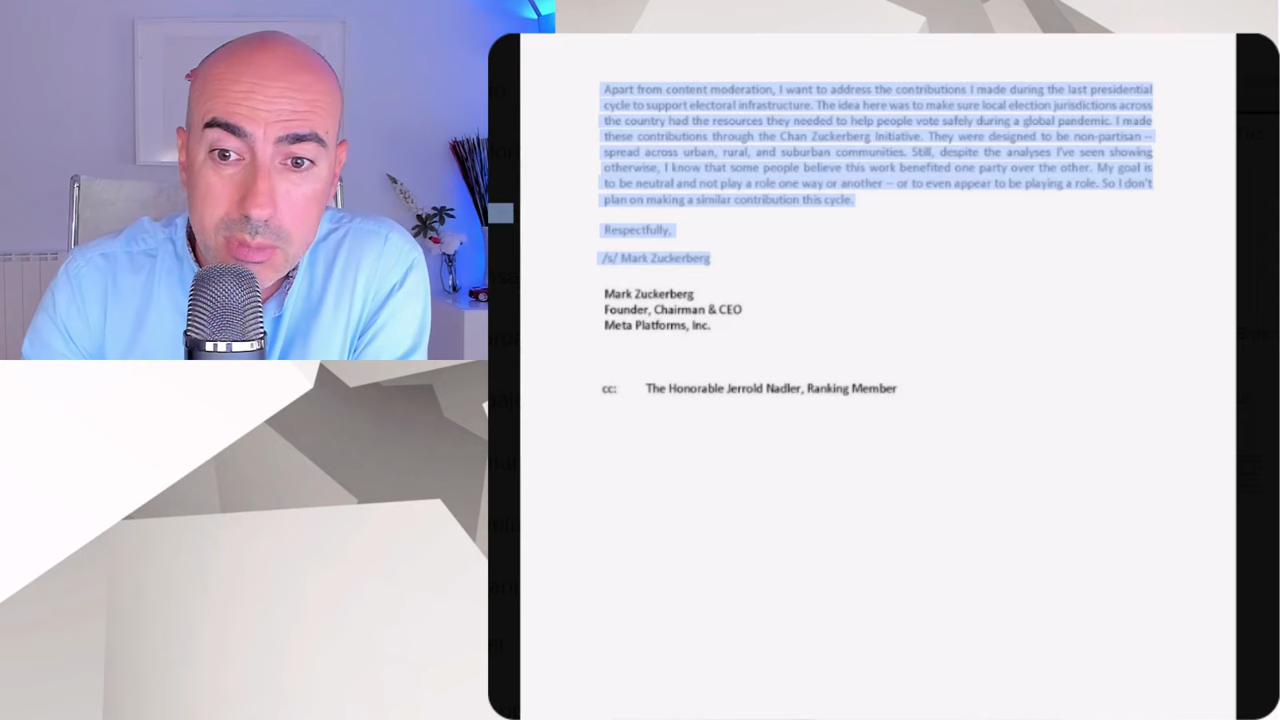 Apart from content moderation, I want to address the contributions I made during the last presidential
cycle to support electoral infrastructure. The idea here was to make sure local election jurisdictions across
the country had the resources they needed to help people vote safely during a global pandemic. I made
these contributions through the Chan Zuckerberg Initiative. They were designed to be non-partisan --
spread across urban, rural, and suburban communities. Still, despite the analyses I've seen showing
otherwise, I know that some people believe this work benefited one party over the other. My goal is
to be neutral and not play a role one way or another -- or to even appear to be playing a role. So I don't
plan on making a similar contribution this cycle.
Respectfully,
/s/ Mark Zuckerberg
Mark Zuckerberg
Founder, Chairman & CEO
Meta Platforms, Inc.
cc: The Honorable Jerrold Nadler, Ranking Member